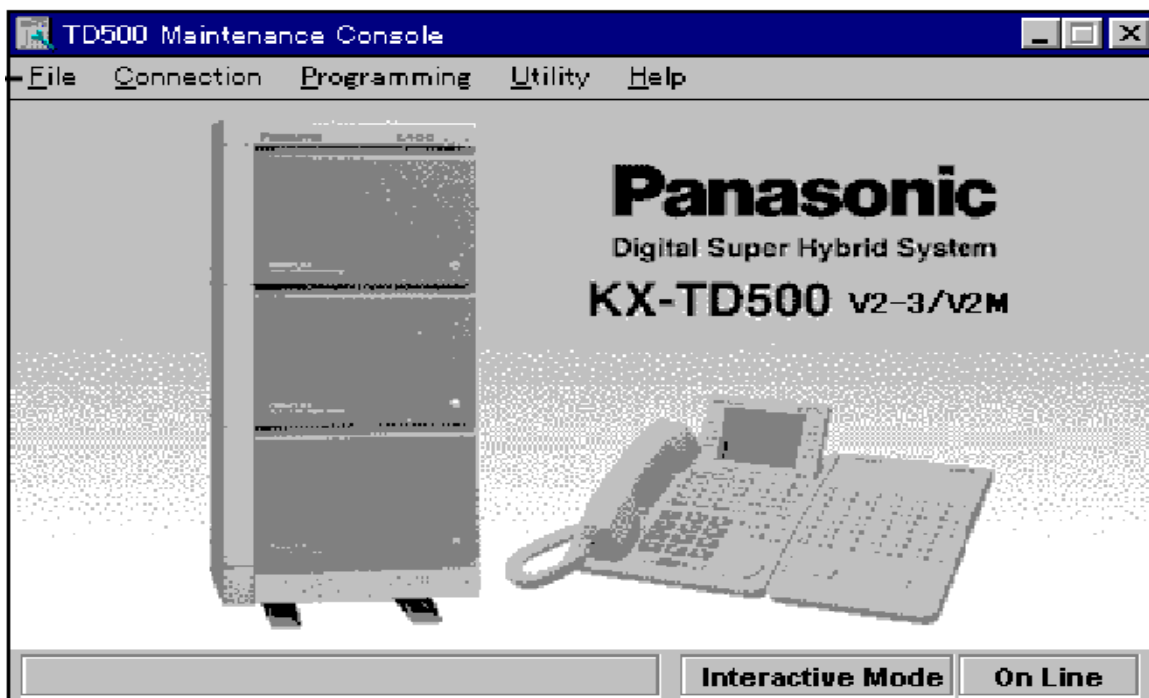 TD500 Maintenance Console
File Connection Programming Utility Help
Panasonic
Panasonic
Digital Super Hybrid System
KX-TD500 V2-3/V2M
Interactive Mode On Line